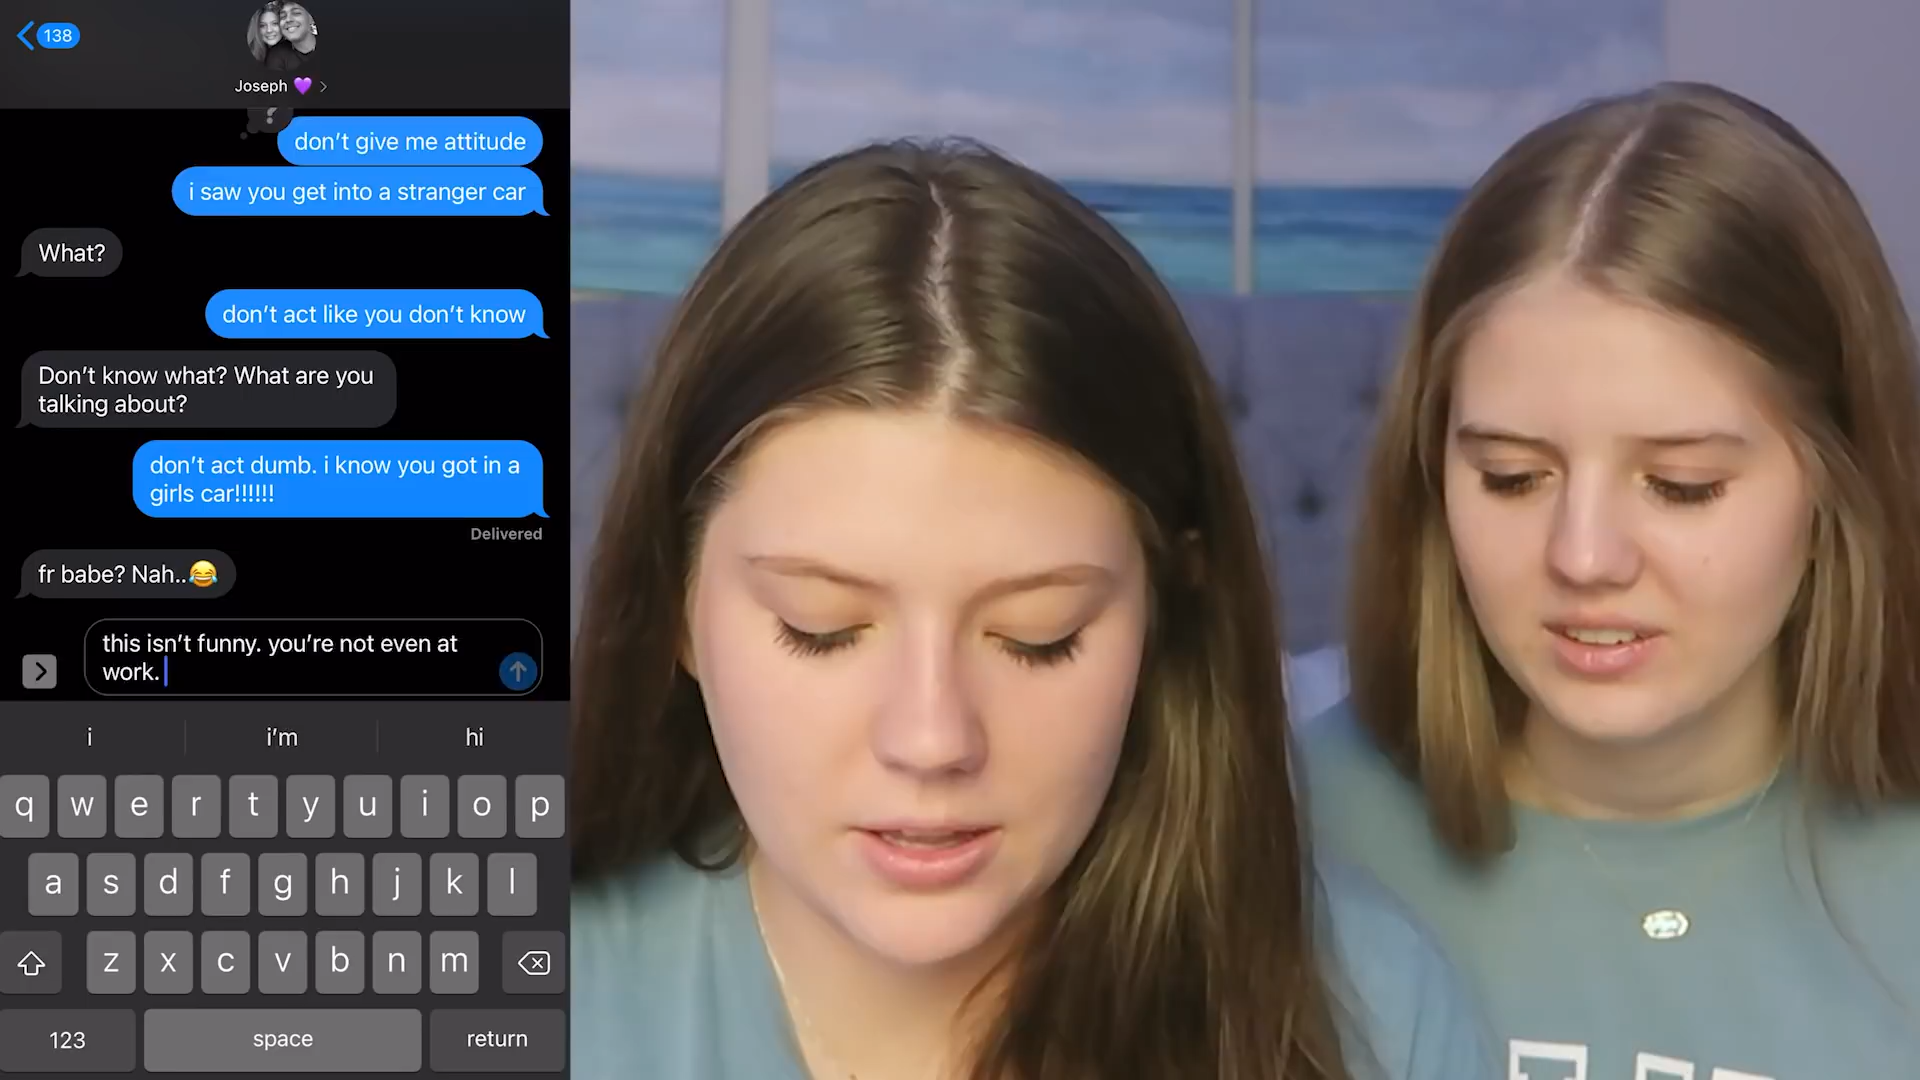 138
Joseph 💜 >
?
don't give me attitude
i saw you get into a stranger car
What?
don't act like you don't know
Don't know what? What are you
talking about?
don't act dumb. i know you got in a
girls car!!!!!!
Delivered
fr babe? Nah..😂
this isn't funny. you're not even at
work.
i i'm hi
q w e r t y u i o p
a s d f g h j k l
z x c v b n m
123 space return